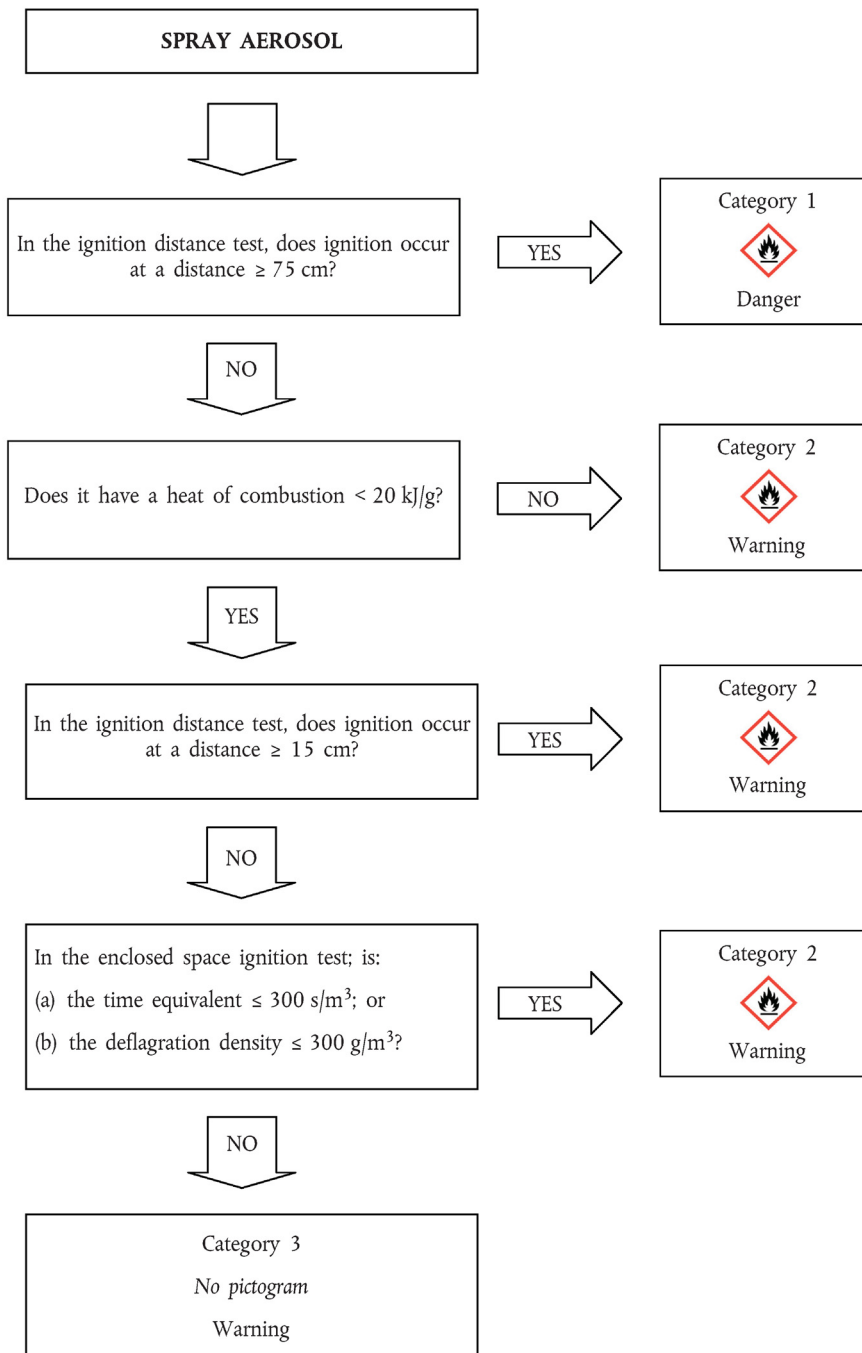 SPRAY AEROSOL
In the ignition distance test, does ignition occur
at a distance ≥ 75 cm?
YES
Category 1
Danger
NO
Does it have a heat of combustion < 20 kJ/g?
NO
Category 2
Warning
YES
In the ignition distance test, does ignition occur
at a distance ≥ 15 cm?
YES
Category 2
Warning
NO
In the enclosed space ignition test; is:
(a) the time equivalent ≤ 300 s/m³; or
(b) the deflagration density ≤ 300 g/m³?
YES
Category 2
Warning
NO
Category 3
No pictogram
Warning